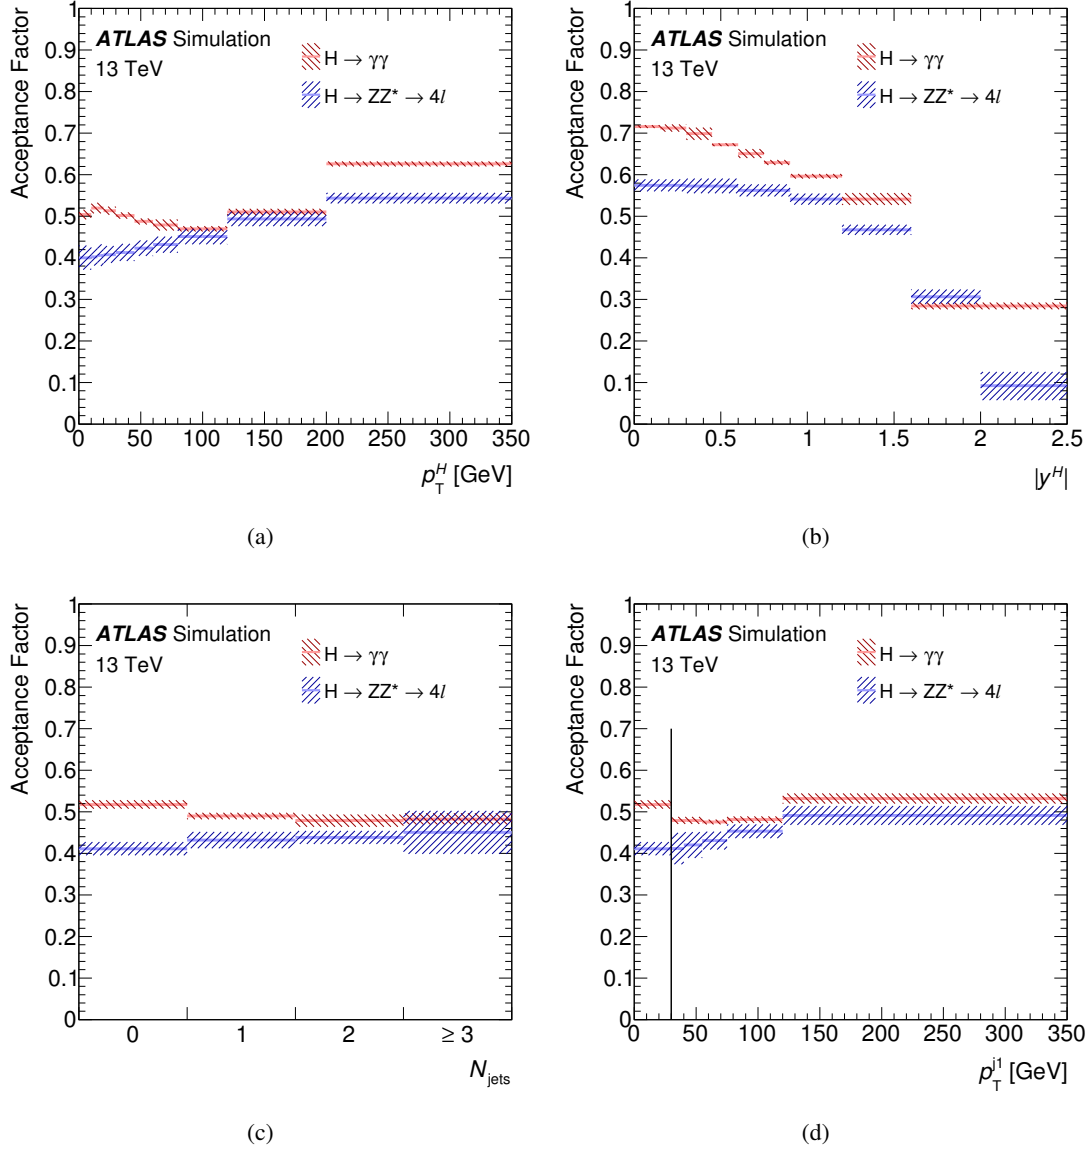 Acceptance Factor
1
0.9
0.8
0.7
0.6
0.5
0.4
0.3
0.2
0.1
0
ATLAS Simulation
13 TeV
H → γγ
H → ZZ* → 4l
0 50 100 150 200 250 300 350
p_T^H [GeV]
(a)
Acceptance Factor
1
0.9
0.8
0.7
0.6
0.5
0.4
0.3
0.2
0.1
0
ATLAS Simulation
13 TeV
H → γγ
H → ZZ* → 4l
0 0.5 1 1.5 2 2.5
|y^H|
(b)
Acceptance Factor
1
0.9
0.8
0.7
0.6
0.5
0.4
0.3
0.2
0.1
0
ATLAS Simulation
13 TeV
H → γγ
H → ZZ* → 4l
0 1 2 ≥ 3
N_jets
(c)
Acceptance Factor
1
0.9
0.8
0.7
0.6
0.5
0.4
0.3
0.2
0.1
0
ATLAS Simulation
13 TeV
H → γγ
H → ZZ* → 4l
0 50 100 150 200 250 300 350
p_T^j1 [GeV]
(d)